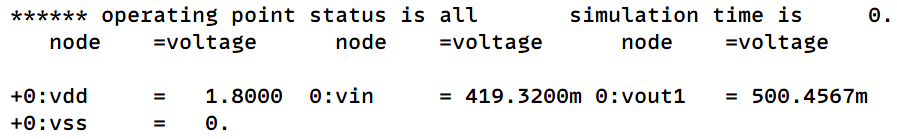 ****** operating point status is all      simulation time is     0.
   node    =voltage      node     =voltage       node     =voltage

+0:vdd     =   1.8000  0:vin      = 419.3200m 0:vout1   = 500.4567m
+0:vss     =   0.